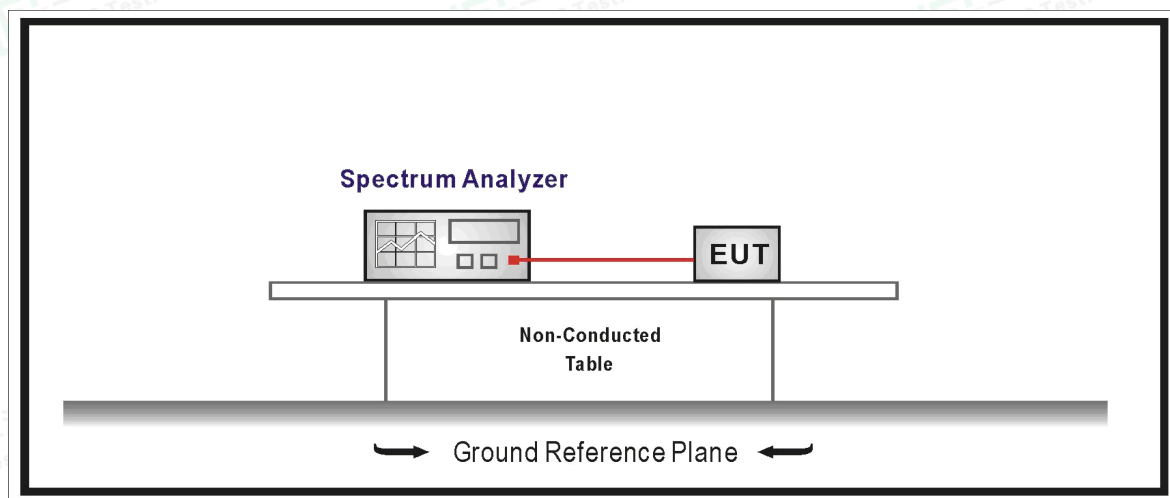 Spectrum Analyzer
EUT
Non-Conducted
Table
Ground Reference Plane